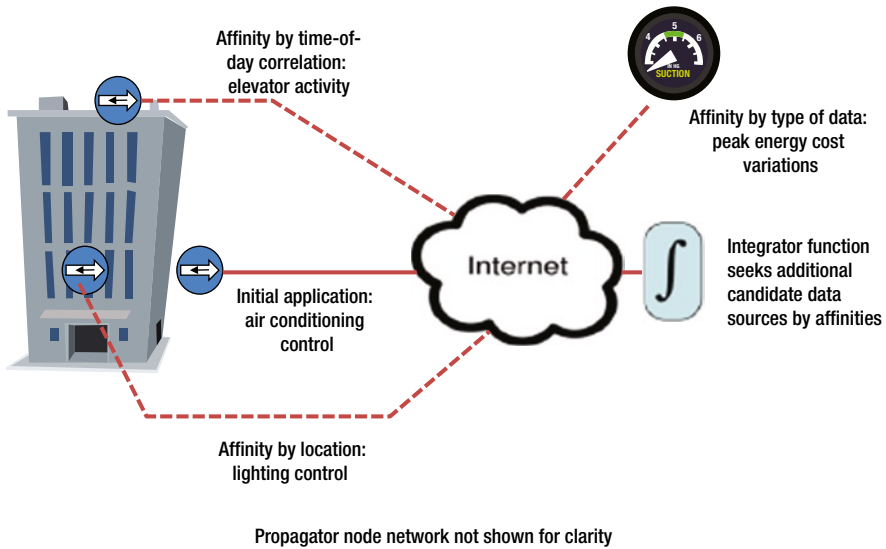 Affinity by time-of-
day correlation:
elevator activity
4 5 6
IN HG
SUCTION
Affinity by type of data:
peak energy cost
variations
Internet
∫
Integrator function
seeks additional
candidate data
sources by affinities
Initial application:
air conditioning
control
Affinity by location:
lighting control
Propagator node network not shown for clarity